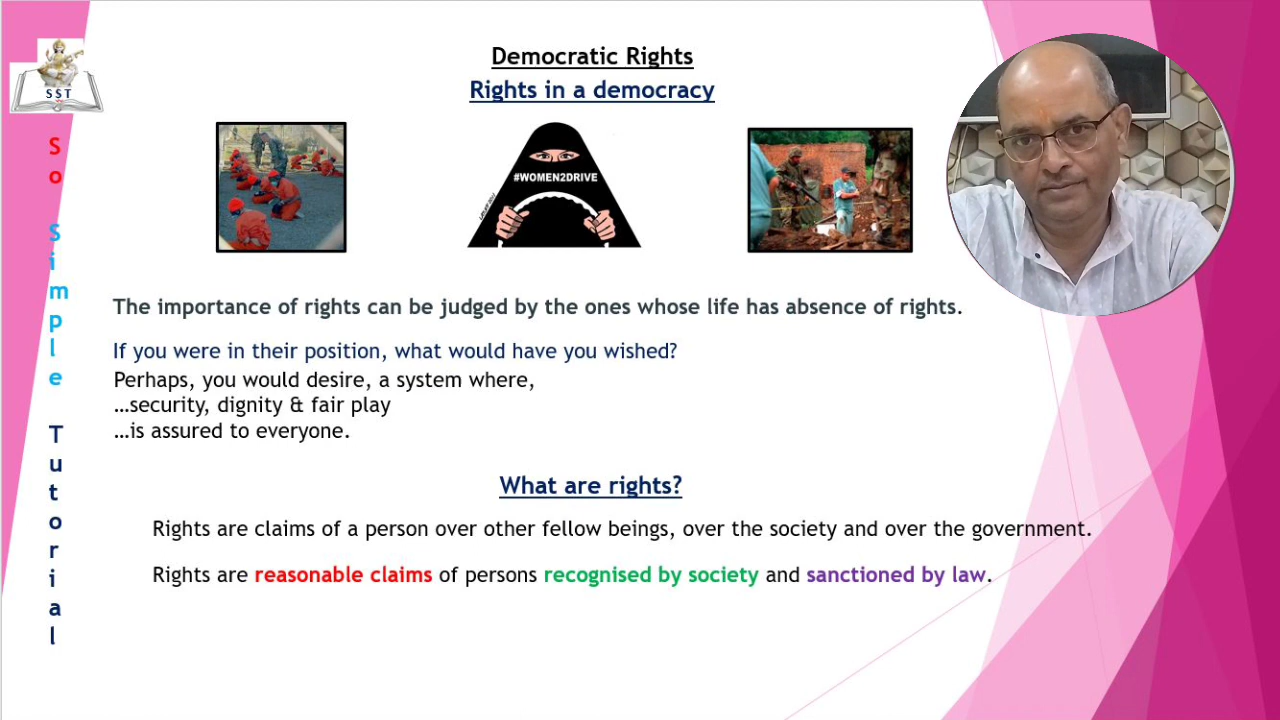 SST
So Simple Tutorial
Democratic Rights
Rights in a democracy
#WOMEN2DRIVE
The importance of rights can be judged by the ones whose life has absence of rights.
If you were in their position, what would have you wished?
Perhaps, you would desire, a system where,
…security, dignity & fair play
…is assured to everyone.
What are rights?
Rights are claims of a person over other fellow beings, over the society and over the government.
Rights are reasonable claims of persons recognised by society and sanctioned by law.